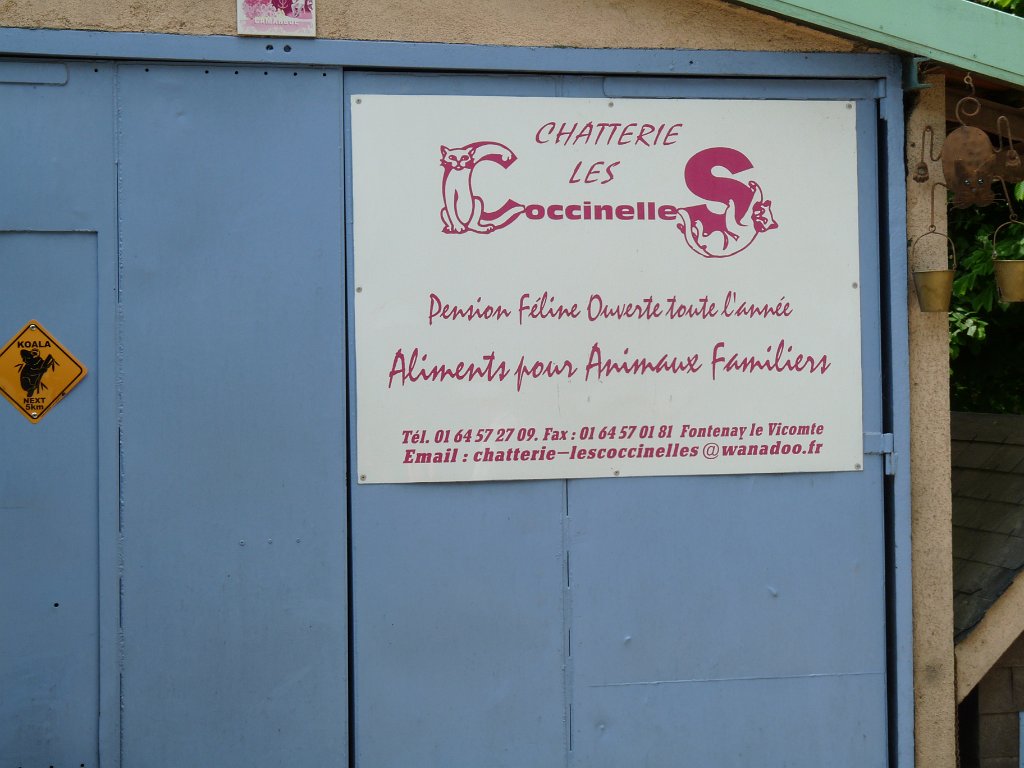 CAMARGUE
CHATTERIE
LES
CoccinelleS
Pension Féline Ouverte toute l'année
Aliments pour Animaux Familiers
Tél. 01 64 57 27 09. Fax : 01 64 57 01 81 Fontenay le Vicomte
Email : chatterie-lescoccinelles@wanadoo.fr
KOALA
NEXT
5km